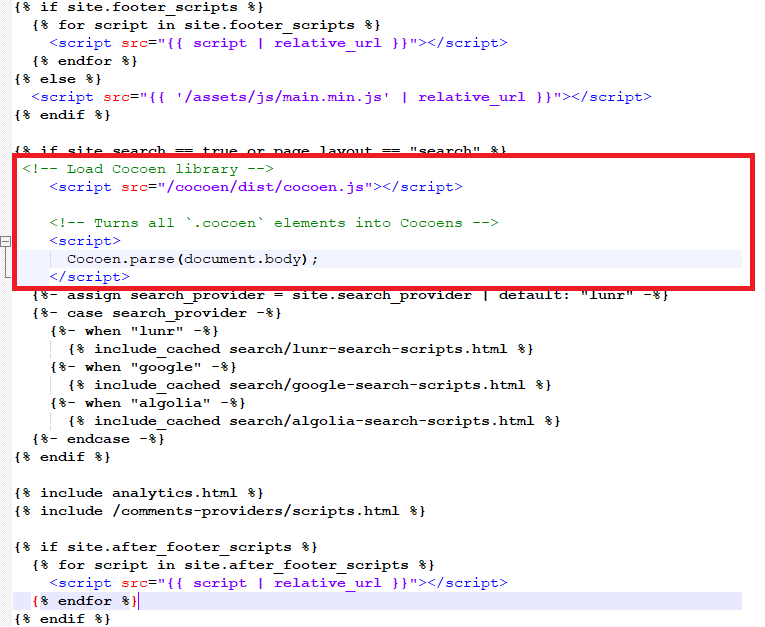 {% if site.footer_scripts %}
  {% for script in site.footer_scripts %}
    <script src="{{ script | relative_url }}"></script>
  {% endfor %}
{% else %}
  <script src="{{ '/assets/js/main.min.js' | relative_url }}"></script>
{% endif %}

{% if site.search == true or page.layout == "search" %}
 <!-- Load Cocoen library -->
    <script src="/cocoen/dist/cocoen.js"></script>

    <!-- Turns all `.cocoen` elements into Cocoens -->
    <script>
      Cocoen.parse(document.body);
    </script>
  {%- assign search_provider = site.search_provider | default: "lunr" -%}
  {%- case search_provider -%}
    {%- when "lunr" -%}
      {% include_cached search/lunr-search-scripts.html %}
    {%- when "google" -%}
      {% include_cached search/google-search-scripts.html %}
    {%- when "algolia" -%}
      {% include_cached search/algolia-search-scripts.html %}
  {%- endcase -%}
{% endif %}

{% include analytics.html %}
{% include /comments-providers/scripts.html %}

{% if site.after_footer_scripts %}
  {% for script in site.after_footer_scripts %}
    <script src="{{ script | relative_url }}"></script>
  {% endfor %}
{% endif %}